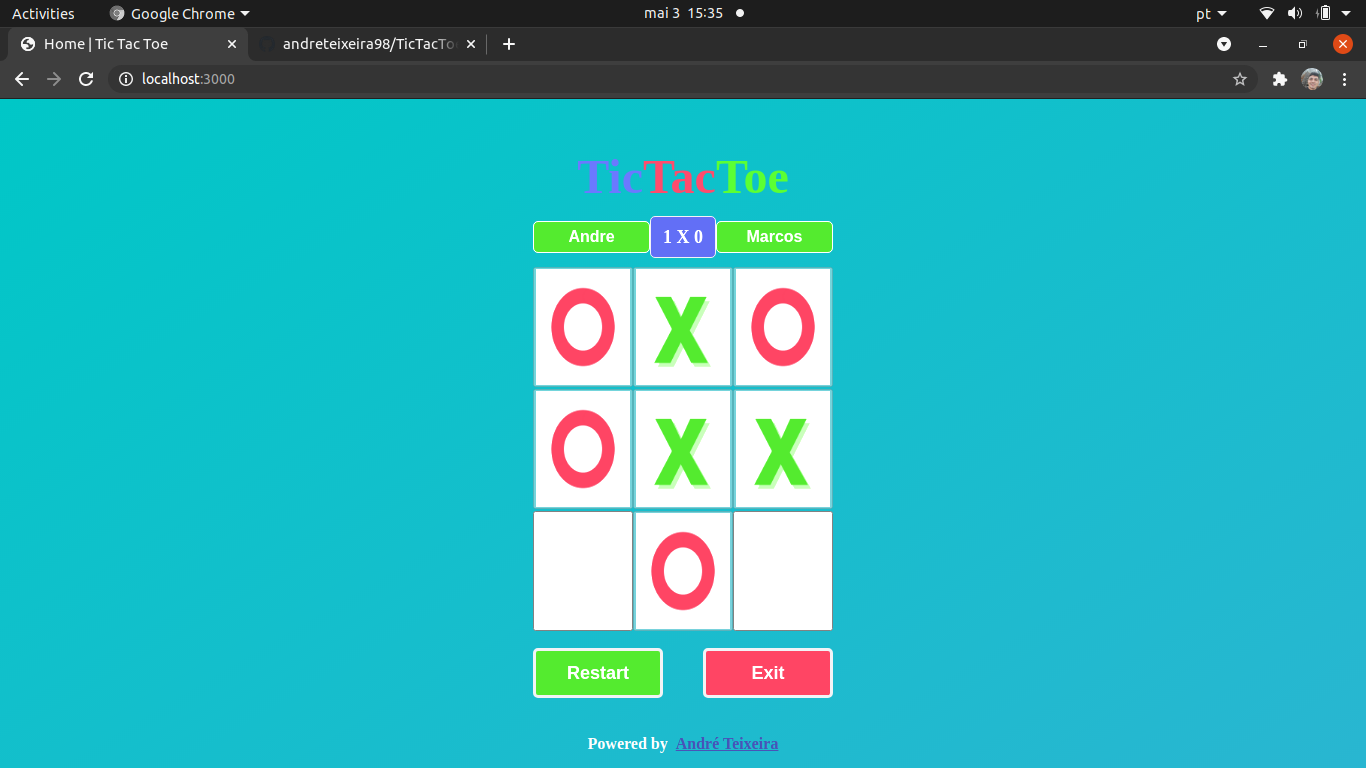 Activities Google Chrome mai 3 15:35 pt
Home | Tic Tac Toe andreteixeira98/TicTacToe
localhost:3000
TicTacToe
Andre 1 X 0 Marcos
O X O
O X X
O
Restart Exit
Powered by André Teixeira